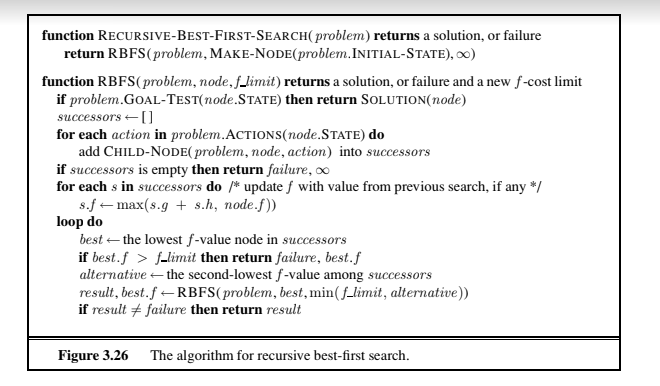 function RECURSIVE-BEST-FIRST-SEARCH(problem) returns a solution, or failure
return RBFS(problem, MAKE-NODE(problem.INITIAL-STATE), ∞)
function RBFS(problem, node, f_limit) returns a solution, or failure and a new f-cost limit
if problem.GOAL-TEST(node.STATE) then return SOLUTION(node)
successors ← [ ]
for each action in problem.ACTIONS(node.STATE) do
add CHILD-NODE(problem, node, action) into successors
if successors is empty then return failure, ∞
for each s in successors do /* update f with value from previous search, if any */
s.f ← max(s.g + s.h, node.f))
loop do
best ← the lowest f-value node in successors
if best.f > f_limit then return failure, best.f
alternative ← the second-lowest f-value among successors
result, best.f ← RBFS(problem, best, min(f_limit, alternative))
if result ≠ failure then return result
Figure 3.26 The algorithm for recursive best-first search.